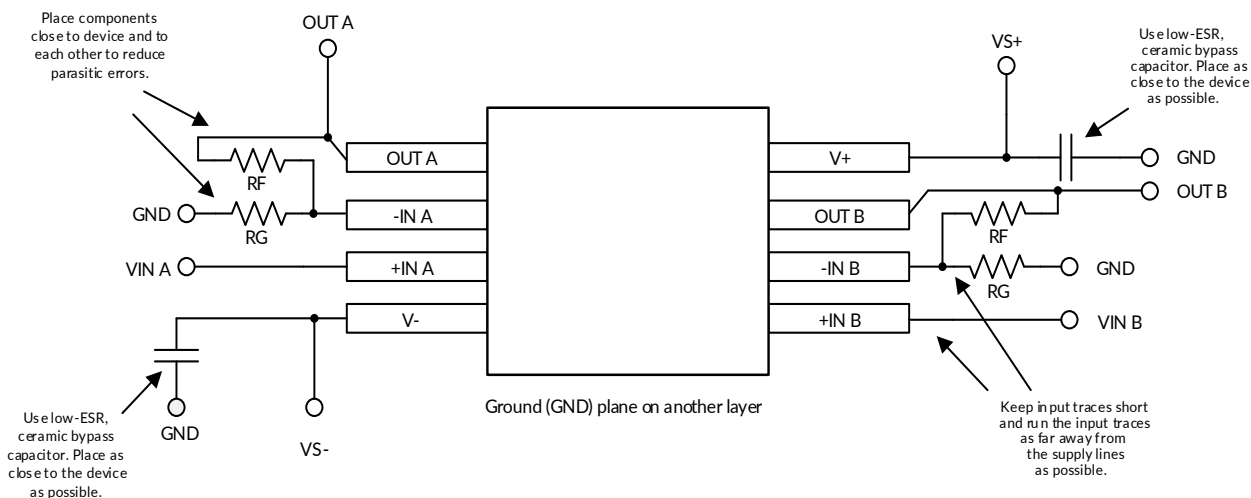 Place components
close to device and to
each other to reduce
parasitic errors.
OUT A
VS+
Use low-ESR,
ceramic bypass
capacitor. Place as
close to the device
as possible.
OUT A
RF
GND
RG
-IN A
VIN A
+IN A
V-
V+
GND
OUT B
OUT B
RF
-IN B
RG
GND
+IN B
VIN B
Use low-ESR,
ceramic bypass
capacitor. Place as
close to the device
as possible.
GND
VS-
Ground (GND) plane on another layer
Keep input traces short
and run the input traces
as far away from
the supply lines
as possible.